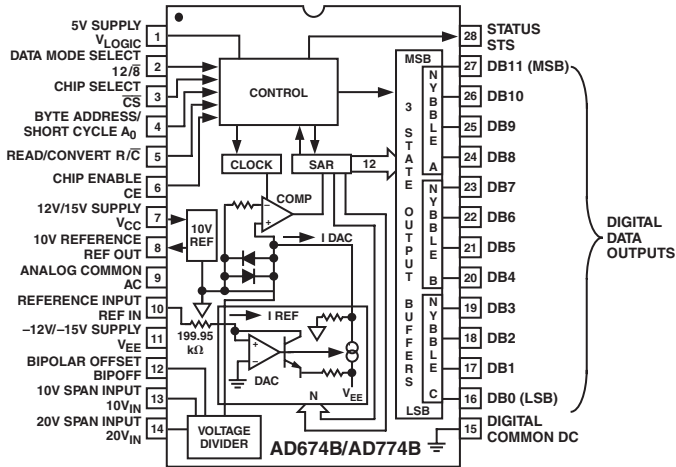 5V SUPPLY
VLOGIC
1
DATA MODE SELECT
12/8̅
2
CHIP SELECT
C̅S̅
3
BYTE ADDRESS/
SHORT CYCLE A0
4
READ/CONVERT R/C̅
5
CHIP ENABLE
CE
6
12V/15V SUPPLY
VCC
7
10V REFERENCE
REF OUT
8
ANALOG COMMON
AC
9
REFERENCE INPUT
REF IN
10
–12V/–15V SUPPLY
VEE
11
BIPOLAR OFFSET
BIPOFF
12
10V SPAN INPUT
10VIN
13
20V SPAN INPUT
20VIN
14
CONTROL
CLOCK
SAR
12
COMP
–
+
10V
REF
I DAC
I REF
199.95
kΩ
+
–
DAC
VEE
N
VOLTAGE
DIVIDER
AD674B/AD774B
MSB
3 STATE OUTPUT BUFFERS
LSB
NYBBLE A
NYBBLE B
NYBBLE C
28
STATUS
STS
27 DB11 (MSB)
26 DB10
25 DB9
24 DB8
23 DB7
22 DB6
21 DB5
20 DB4
19 DB3
18 DB2
17 DB1
16 DB0 (LSB)
15 DIGITAL
COMMON DC
DIGITAL
DATA
OUTPUTS